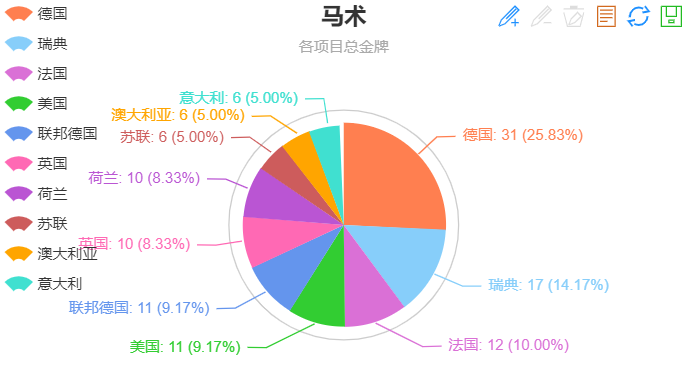 马术
各项目总金牌
德国
瑞典
法国
美国
联邦德国
英国
荷兰
苏联
澳大利亚
意大利
德国: 31 (25.83%)
瑞典: 17 (14.17%)
法国: 12 (10.00%)
美国: 11 (9.17%)
联邦德国: 11 (9.17%)
英国: 10 (8.33%)
荷兰: 10 (8.33%)
苏联: 6 (5.00%)
澳大利亚: 6 (5.00%)
意大利: 6 (5.00%)